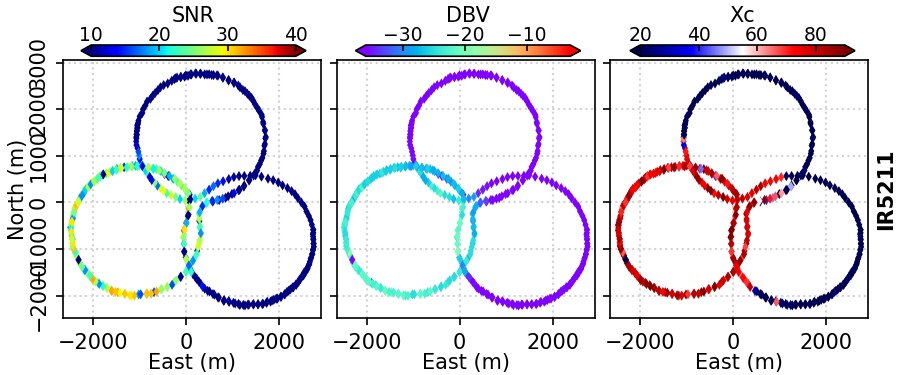 SNR DBV Xc
10 20 30 40 −30 −20 −10 20 40 60 80
3000
2000
1000
0
−1000
−2000
North (m)
−2000 0 2000 −2000 0 2000 −2000 0 2000
East (m) East (m) East (m)
IR5211